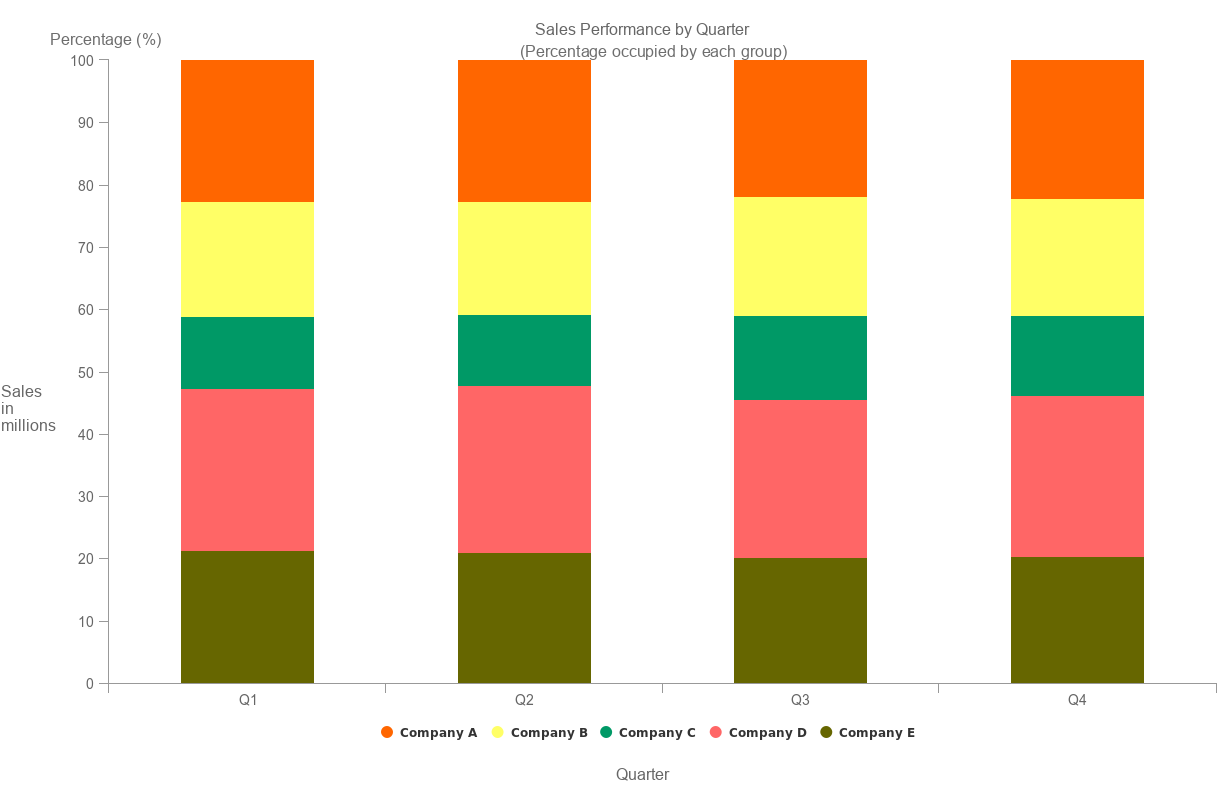 Sales Performance by Quarter
(Percentage occupied by each group)
Percentage (%)
100
90
80
70
60
50
40
30
20
10
0
Sales
in
millions
Q1 Q2 Q3 Q4
Company A Company B Company C Company D Company E
Quarter